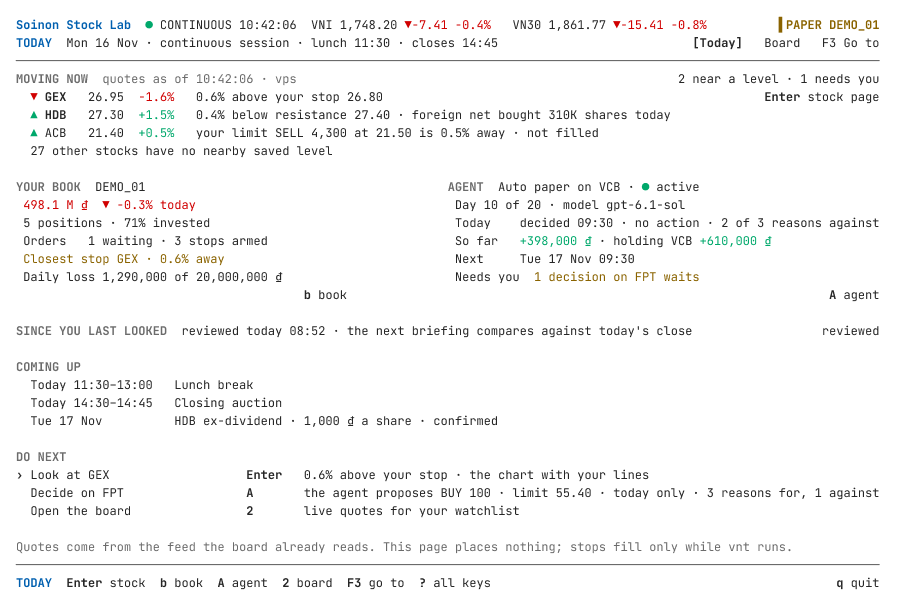 Soinon Stock Lab ● CONTINUOUS 10:42:06 VNI 1,748.20 ▼-7.41 -0.4% VN30 1,861.77 ▼-15.41 -0.8% PAPER DEMO_01
TODAY Mon 16 Nov · continuous session · lunch 11:30 · closes 14:45 [Today] Board F3 Go to
MOVING NOW quotes as of 10:42:06 · vps 2 near a level · 1 needs you
▼ GEX 26.95 -1.6% 0.6% above your stop 26.80 Enter stock page
▲ HDB 27.30 +1.5% 0.4% below resistance 27.40 · foreign net bought 310K shares today
▲ ACB 21.40 +0.5% your limit SELL 4,300 at 21.50 is 0.5% away · not filled
27 other stocks have no nearby saved level
YOUR BOOK DEMO_01
498.1 M ₫ ▼ -0.3% today
5 positions · 71% invested
Orders 1 waiting · 3 stops armed
Closest stop GEX · 0.6% away
Daily loss 1,290,000 of 20,000,000 ₫
b book
AGENT Auto paper on VCB · ● active
Day 10 of 20 · model gpt-6.1-sol
Today decided 09:30 · no action · 2 of 3 reasons against
So far +398,000 ₫ · holding VCB +610,000 ₫
Next Tue 17 Nov 09:30
Needs you 1 decision on FPT waits
A agent
SINCE YOU LAST LOOKED reviewed today 08:52 · the next briefing compares against today's close reviewed
COMING UP
Today 11:30–13:00 Lunch break
Today 14:30–14:45 Closing auction
Tue 17 Nov HDB ex-dividend · 1,000 ₫ a share · confirmed
DO NEXT
› Look at GEX Enter 0.6% above your stop · the chart with your lines
Decide on FPT A the agent proposes BUY 100 · limit 55.40 · today only · 3 reasons for, 1 against
Open the board 2 live quotes for your watchlist
Quotes come from the feed the board already reads. This page places nothing; stops fill only while vnt runs.
TODAY Enter stock b book A agent 2 board F3 go to ? all keys q quit